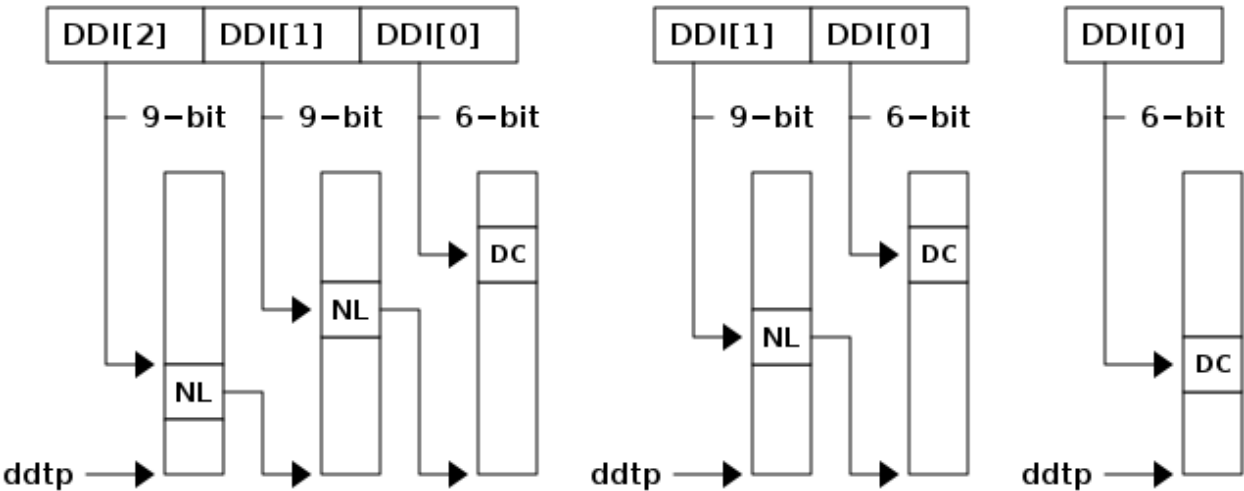 DDI[2] DDI[1] DDI[0] DDI[1] DDI[0] DDI[0]
9-bit 9-bit 6-bit 9-bit 6-bit 6-bit
DC DC
NL
NL
DC
NL
ddtp ddtp ddtp